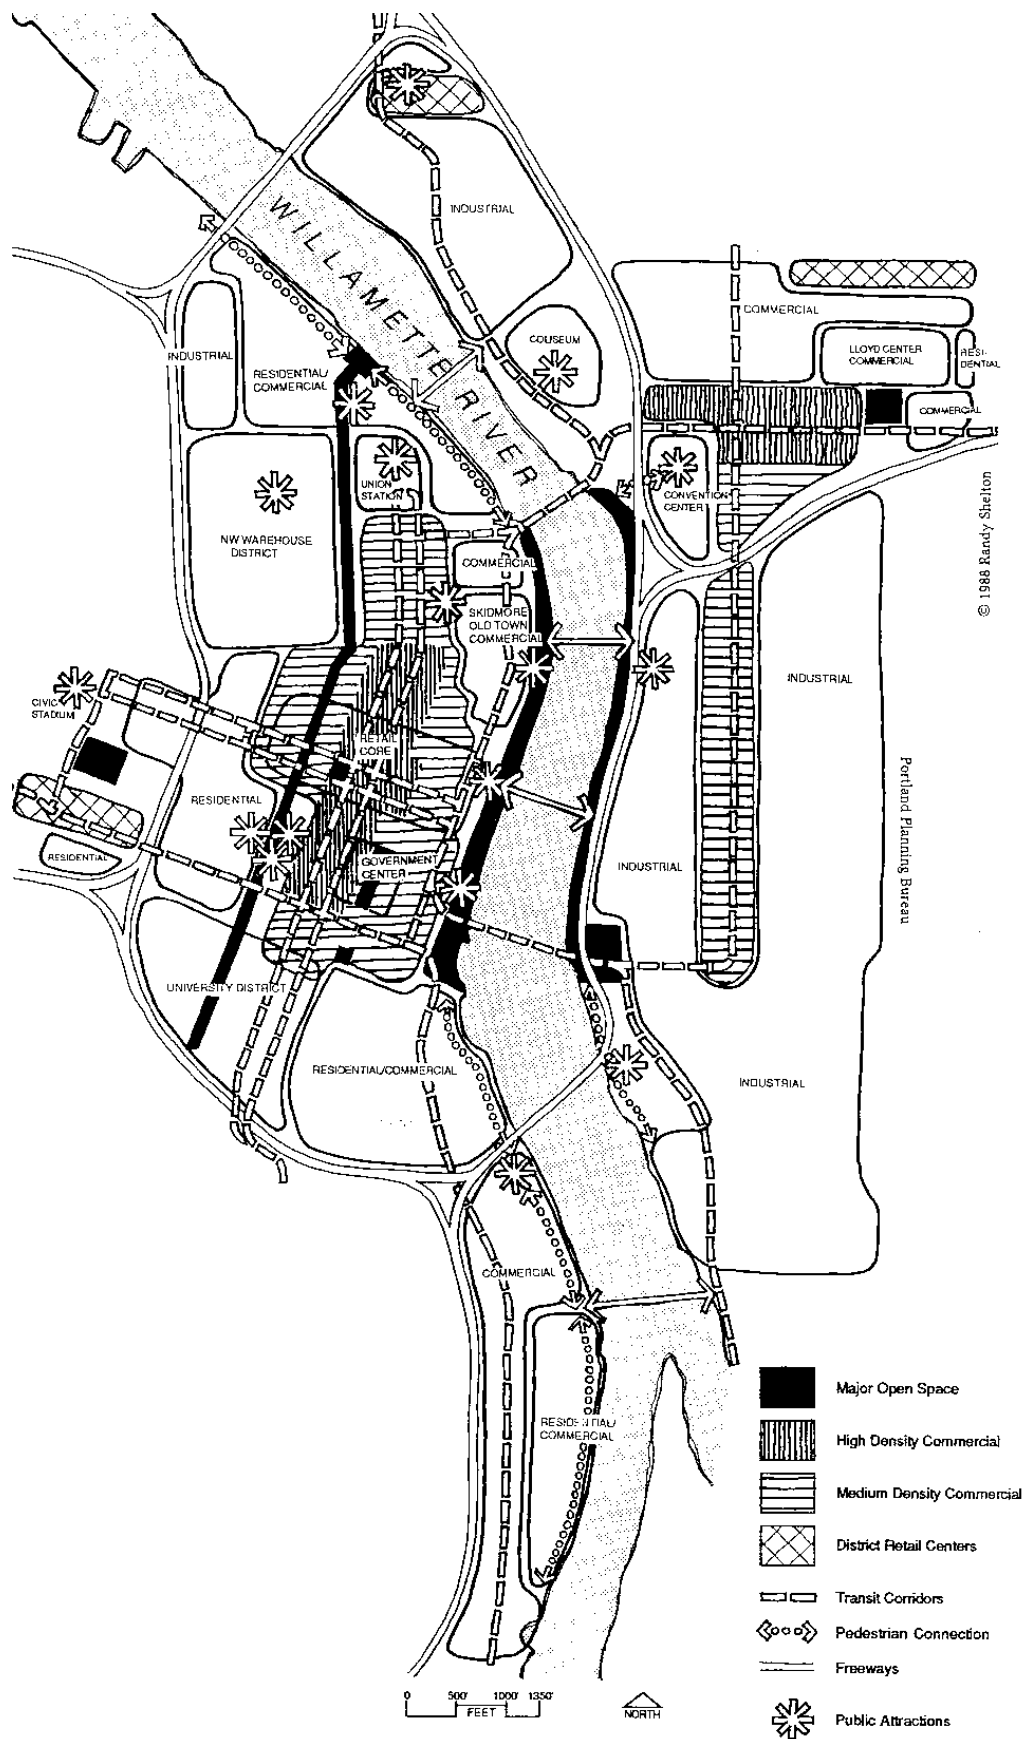 WILLAMETTE RIVER
INDUSTRIAL
COMMERCIAL
COLISEUM
LLOYD CENTER
COMMERCIAL
RESI-
DENTIAL
INDUSTRIAL
RESIDENTIAL/
COMMERCIAL
COMMERCIAL
UNION
STATION
CONVENTION
CENTER
NW WAREHOUSE
DISTRICT
COMMERCIAL
SKIDMORE
OLD TOWN
COMMERCIAL
© 1988 Randy Shelton
INDUSTRIAL
CIVIC
STADIUM
RETAIL
CORE
RESIDENTIAL
Portland Planning Bureau
RESIDENTIAL
GOVERNMENT
CENTER
INDUSTRIAL
UNIVERSITY DISTRICT
RESIDENTIAL/COMMERCIAL
INDUSTRIAL
COMMERCIAL
RESIDENTIAL/
COMMERCIAL
Major Open Space
High Density Commercial
Medium Density Commercial
District Retail Centers
Transit Corridors
Pedestrian Connection
Freeways
Public Attractions
0 500' 1000' 1350'
FEET
NORTH